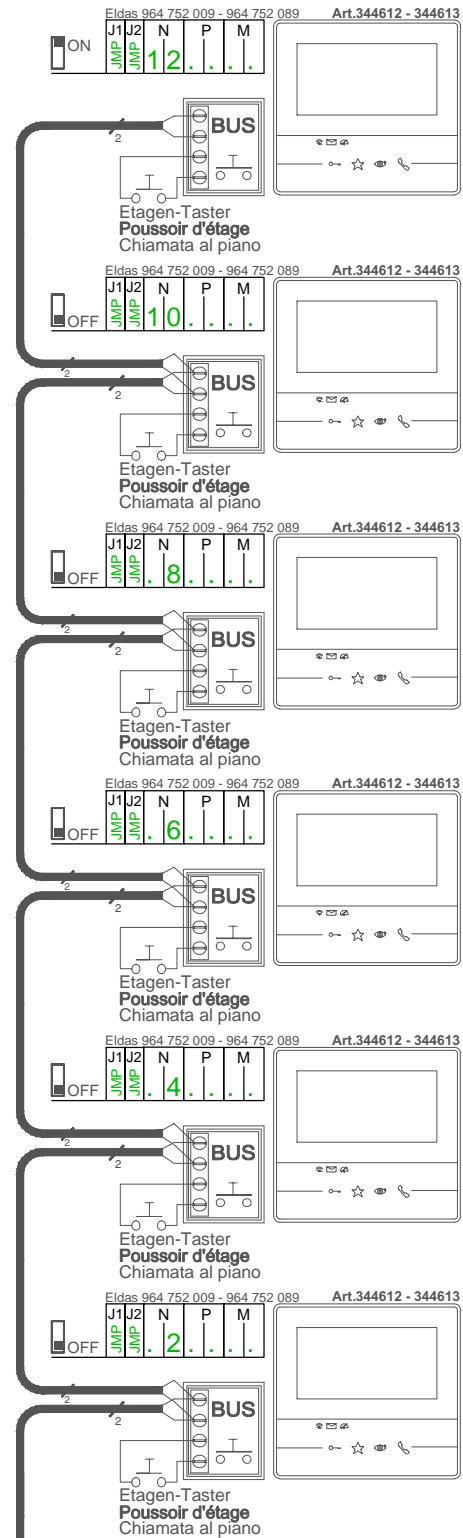 Eldas 964 752 009 - 964 752 089 Art.344612 - 344613
ON J1 J2 N P M
JMP JMP 1 2 . . . .
2
BUS
Etagen-Taster
Poussoir d'étage
Chiamata al piano
Eldas 964 752 009 - 964 752 089 Art.344612 - 344613
J1 J2 N P M
OFF JMP JMP 1 0 . . . .
2
2
BUS
Etagen-Taster
Poussoir d'étage
Chiamata al piano
Eldas 964 752 009 - 964 752 089 Art.344612 - 344613
J1 J2 N P M
OFF JMP JMP . 8 . . . .
2
2
BUS
Etagen-Taster
Poussoir d'étage
Chiamata al piano
Eldas 964 752 009 - 964 752 089 Art.344612 - 344613
J1 J2 N P M
OFF JMP JMP . 6 . . . .
2
2
BUS
Etagen-Taster
Poussoir d'étage
Chiamata al piano
Eldas 964 752 009 - 964 752 089 Art.344612 - 344613
J1 J2 N P M
OFF JMP JMP . 4 . . . .
2
2
BUS
Etagen-Taster
Poussoir d'étage
Chiamata al piano
Eldas 964 752 009 - 964 752 089 Art.344612 - 344613
J1 J2 N P M
OFF JMP JMP . 2 . . . .
2
2
BUS
Etagen-Taster
Poussoir d'étage
Chiamata al piano